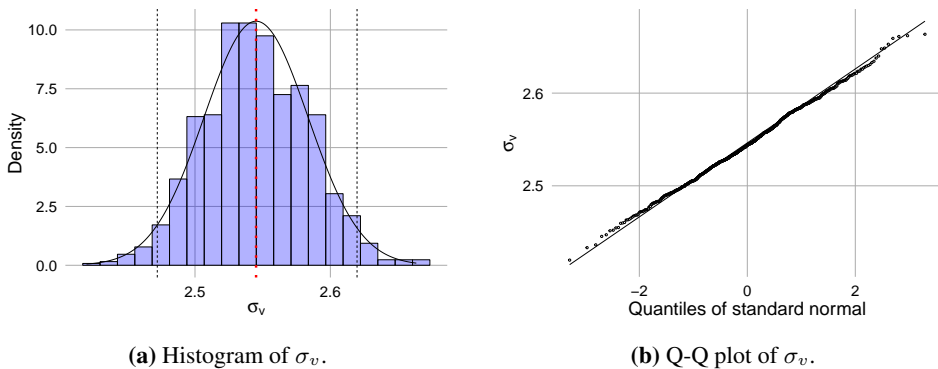 10.0
7.5
5.0
2.5
0.0
Density
2.5 2.6
σv
(a) Histogram of σv.
2.6
2.5
σv
−2 0 2
Quantiles of standard normal
(b) Q-Q plot of σv.